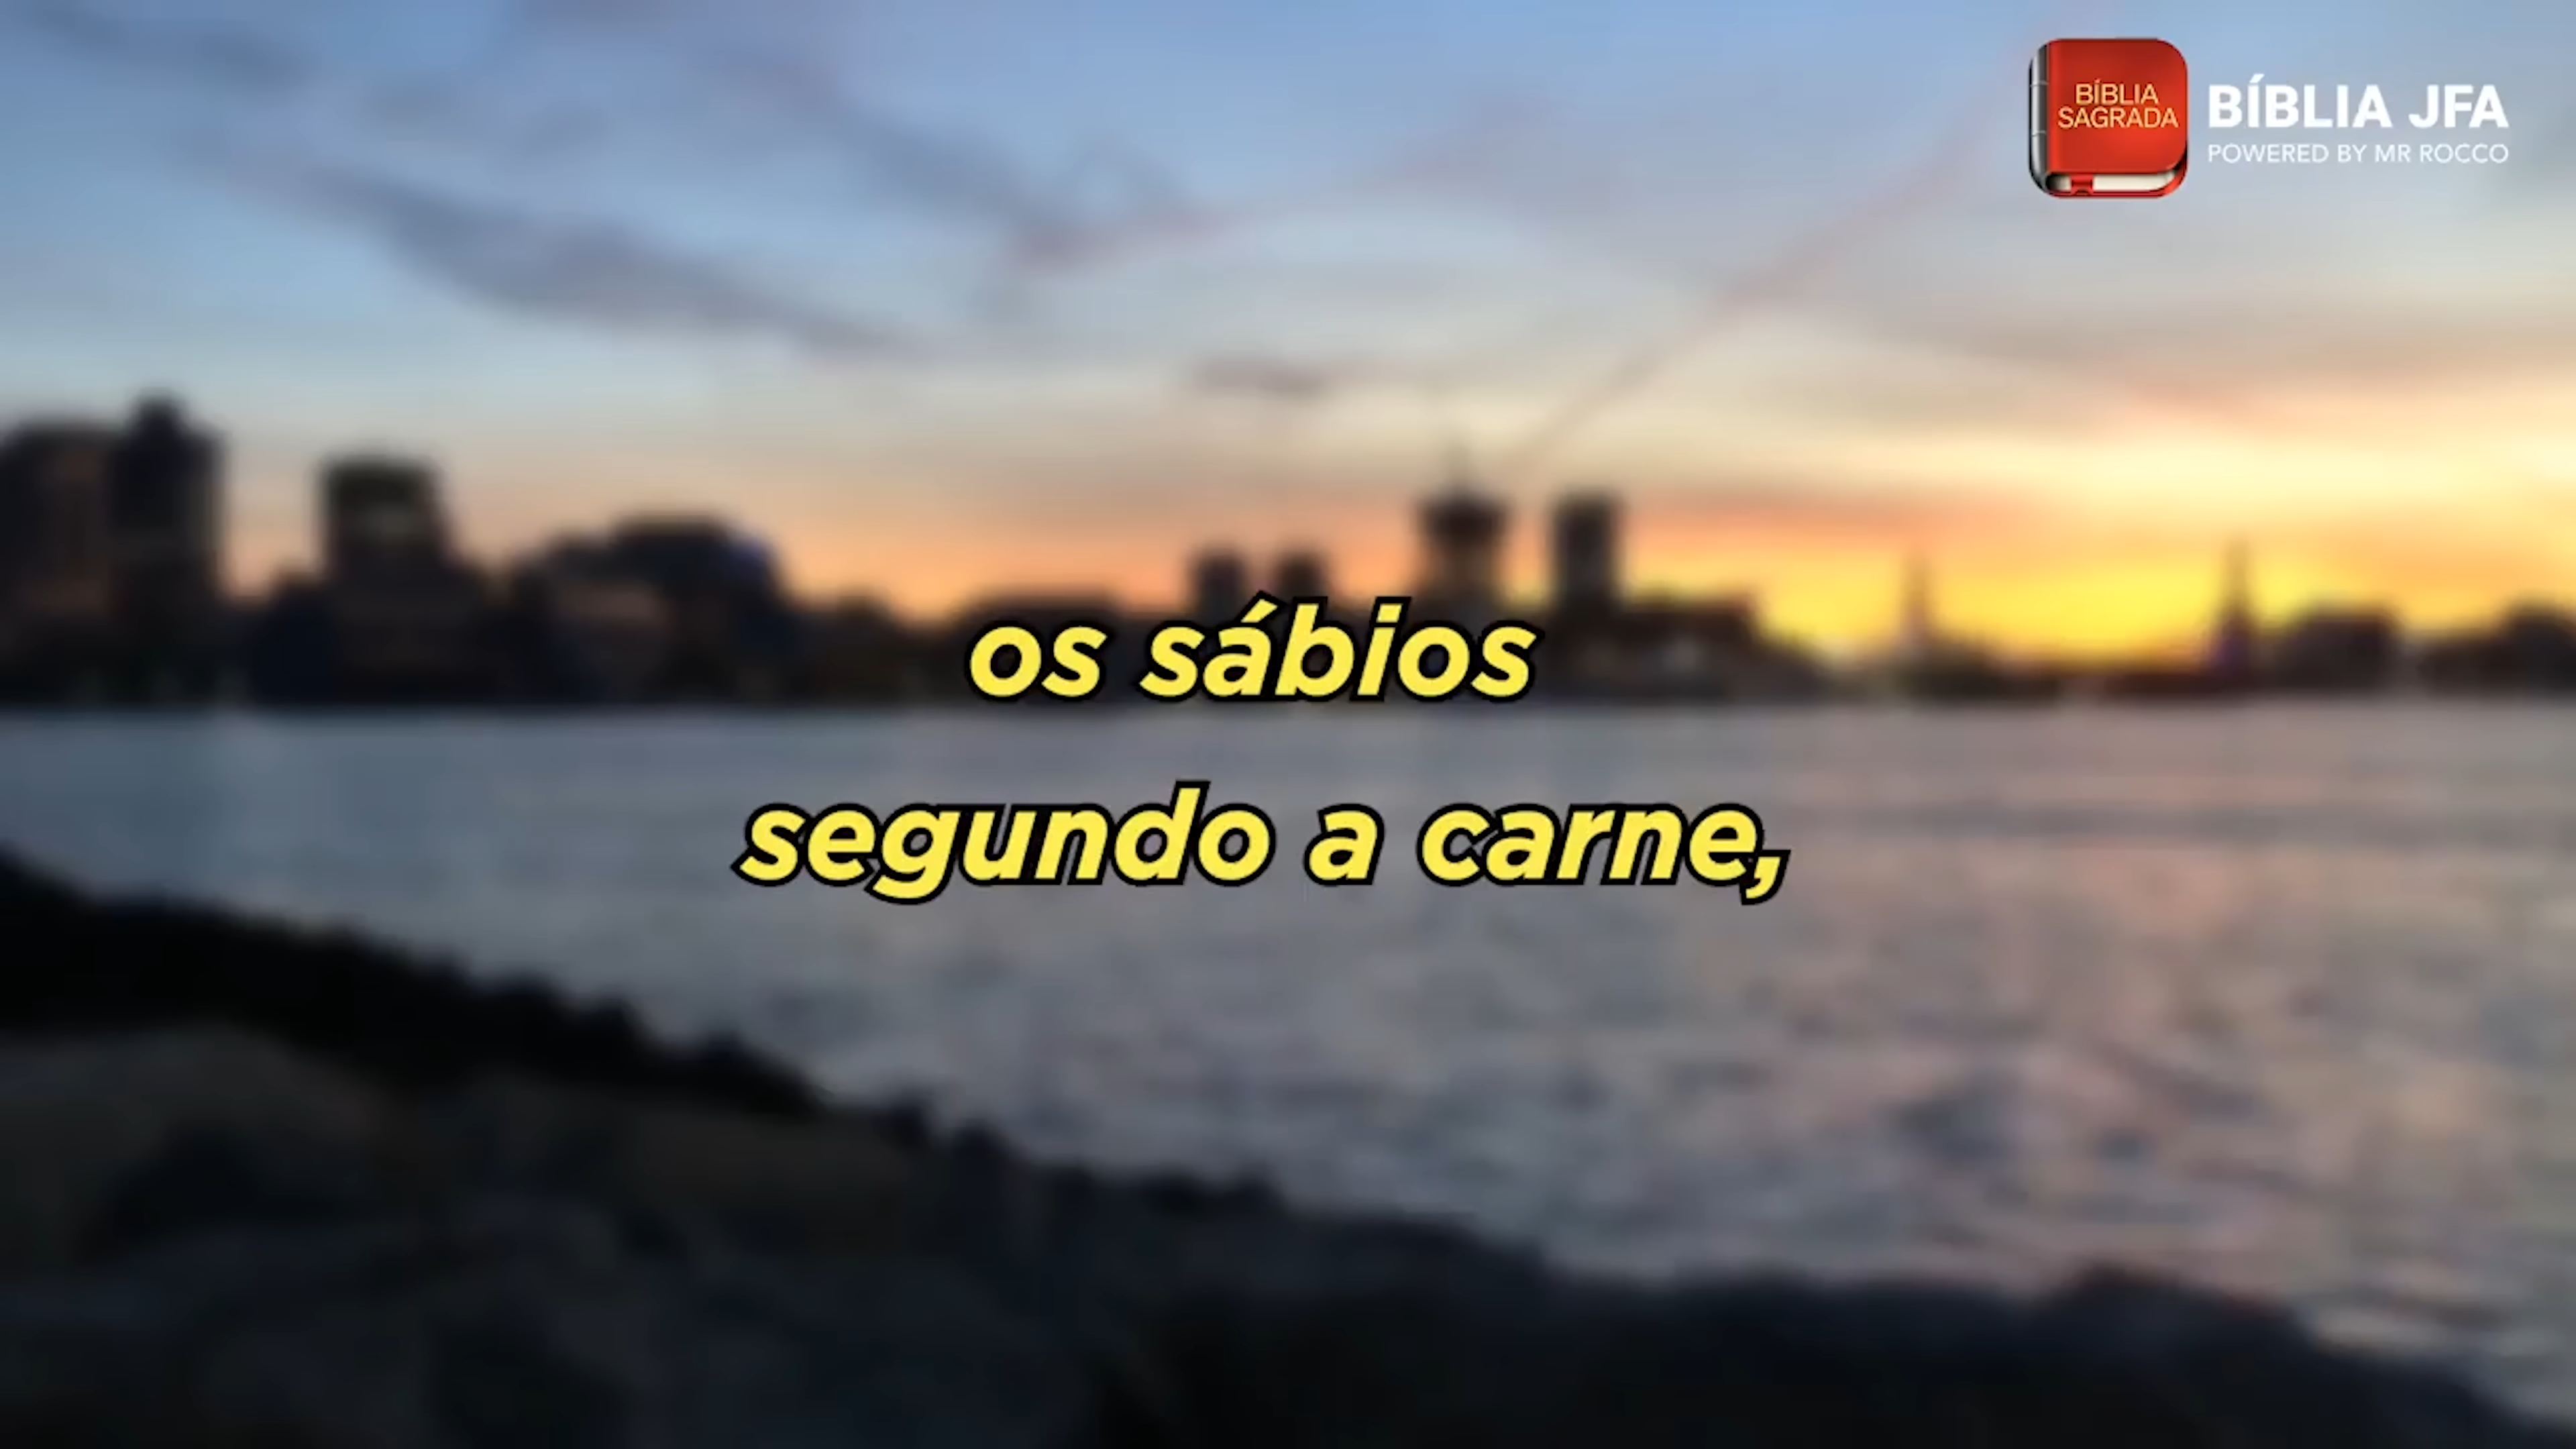 BÍBLIA
SAGRADA
BÍBLIA JFA
POWERED BY MR ROCCO
os sábios
segundo a carne,